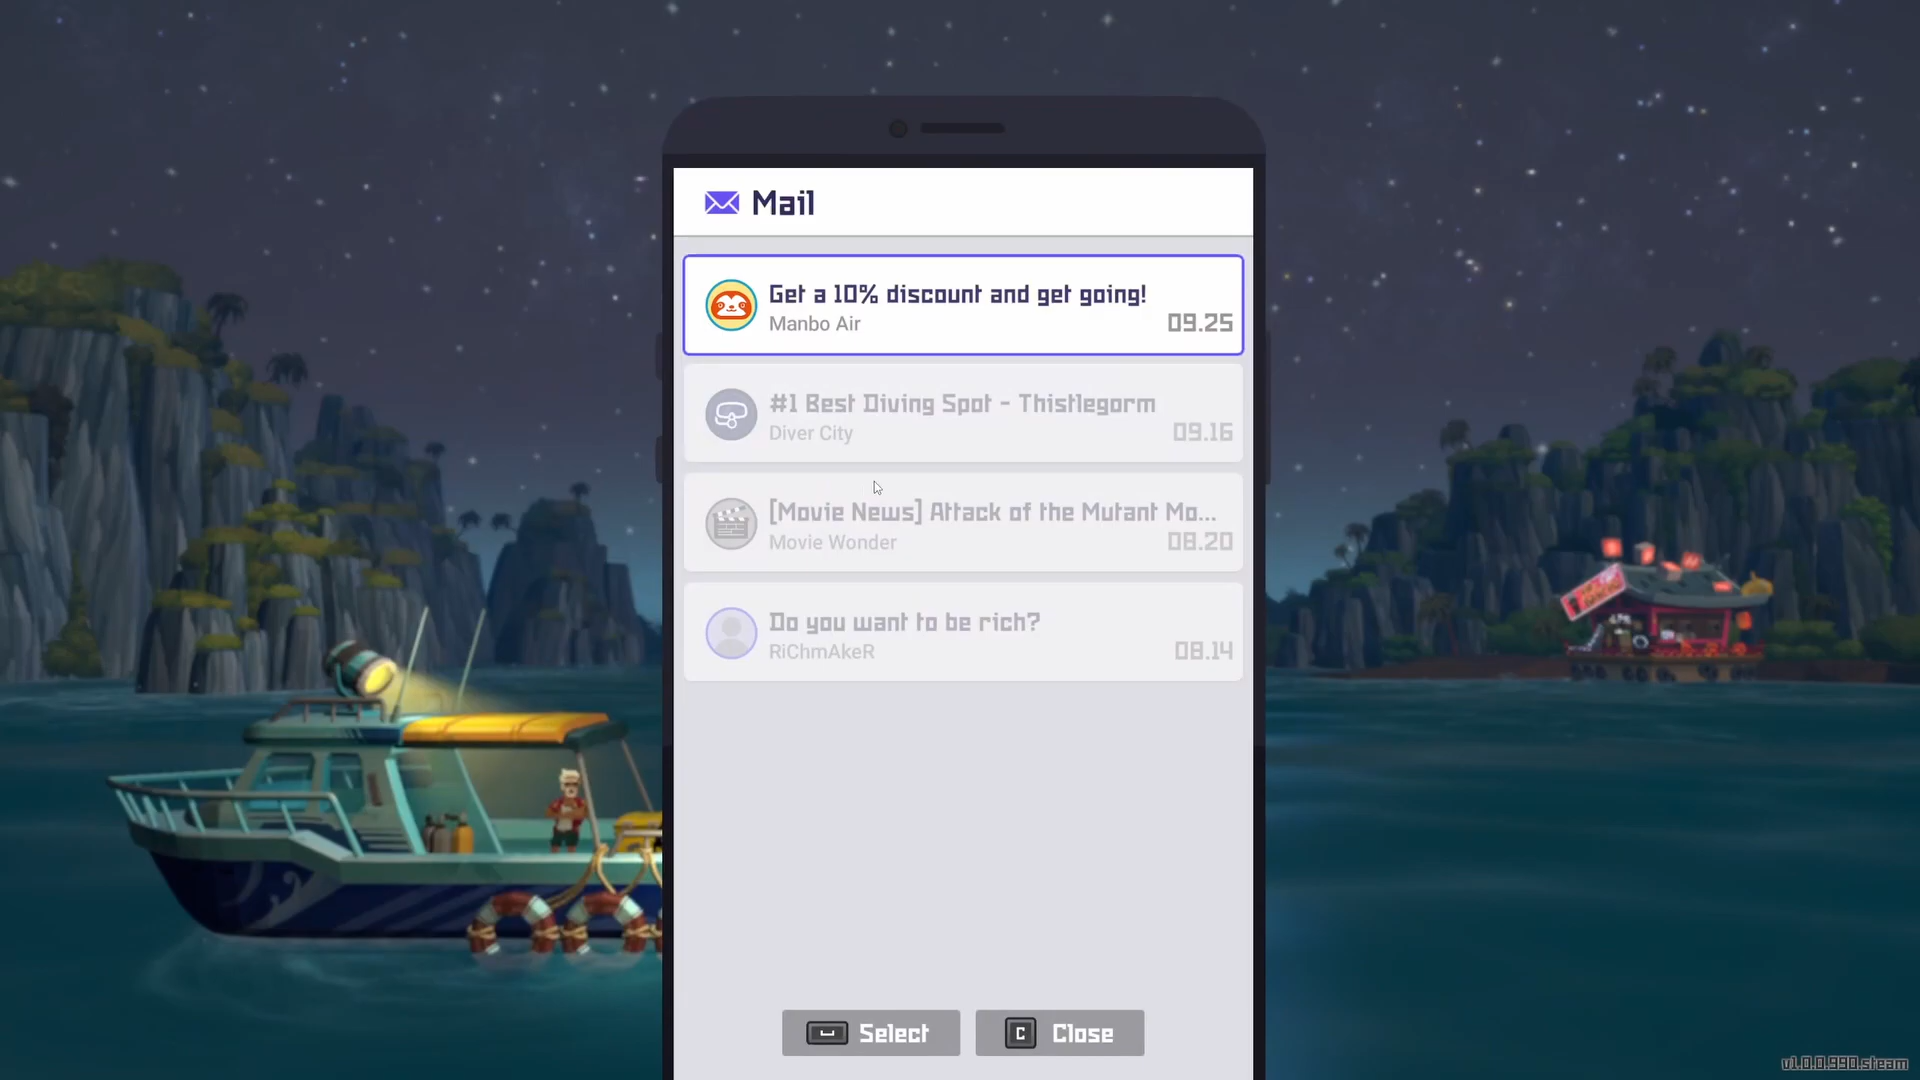 Mail
Get a 10% discount and get going!
Manbo Air
09.25
#1 Best Diving Spot - Thistlegorm
Diver City
09.16
[Movie News] Attack of the Mutant Mo...
Movie Wonder
08.20
Do you want to be rich?
RiChmAkeR
08.14
Select
C Close
v1.0.0.990.steam